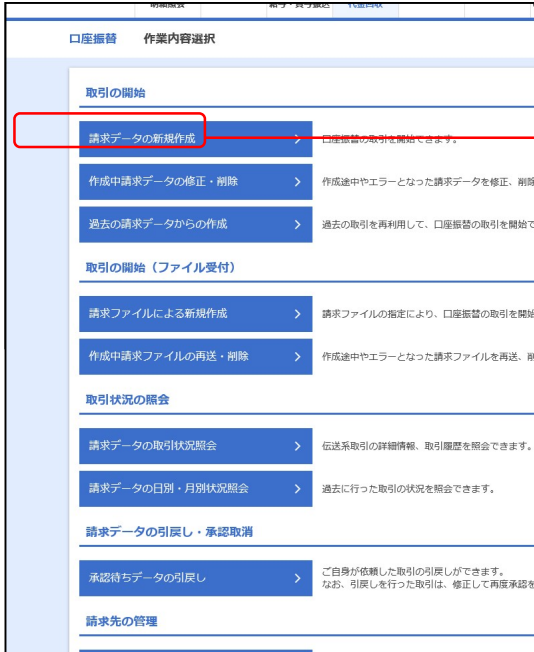 明細照会 給与・賞与振込 代金回収
口座振替 作業内容選択
取引の開始
請求データの新規作成
口座振替の取引を開始できます。
作成中請求データの修正・削除
作成途中やエラーとなった請求データを修正、削除
過去の請求データからの作成
過去の取引を再利用して、口座振替の取引を開始で
取引の開始（ファイル受付）
請求ファイルによる新規作成
請求ファイルの指定により、口座振替の取引を開始
作成中請求ファイルの再送・削除
作成途中やエラーとなった請求ファイルを再送、削
取引状況の照会
請求データの取引状況照会
伝送系取引の詳細情報、取引履歴を照会できます。
請求データの日別・月別状況照会
過去に行った取引の状況を照会できます。
請求データの引戻し・承認取消
承認待ちデータの引戻し
ご自身が依頼した取引の引戻しができます。
なお、引戻しを行った取引は、修正して再度承認を
請求先の管理